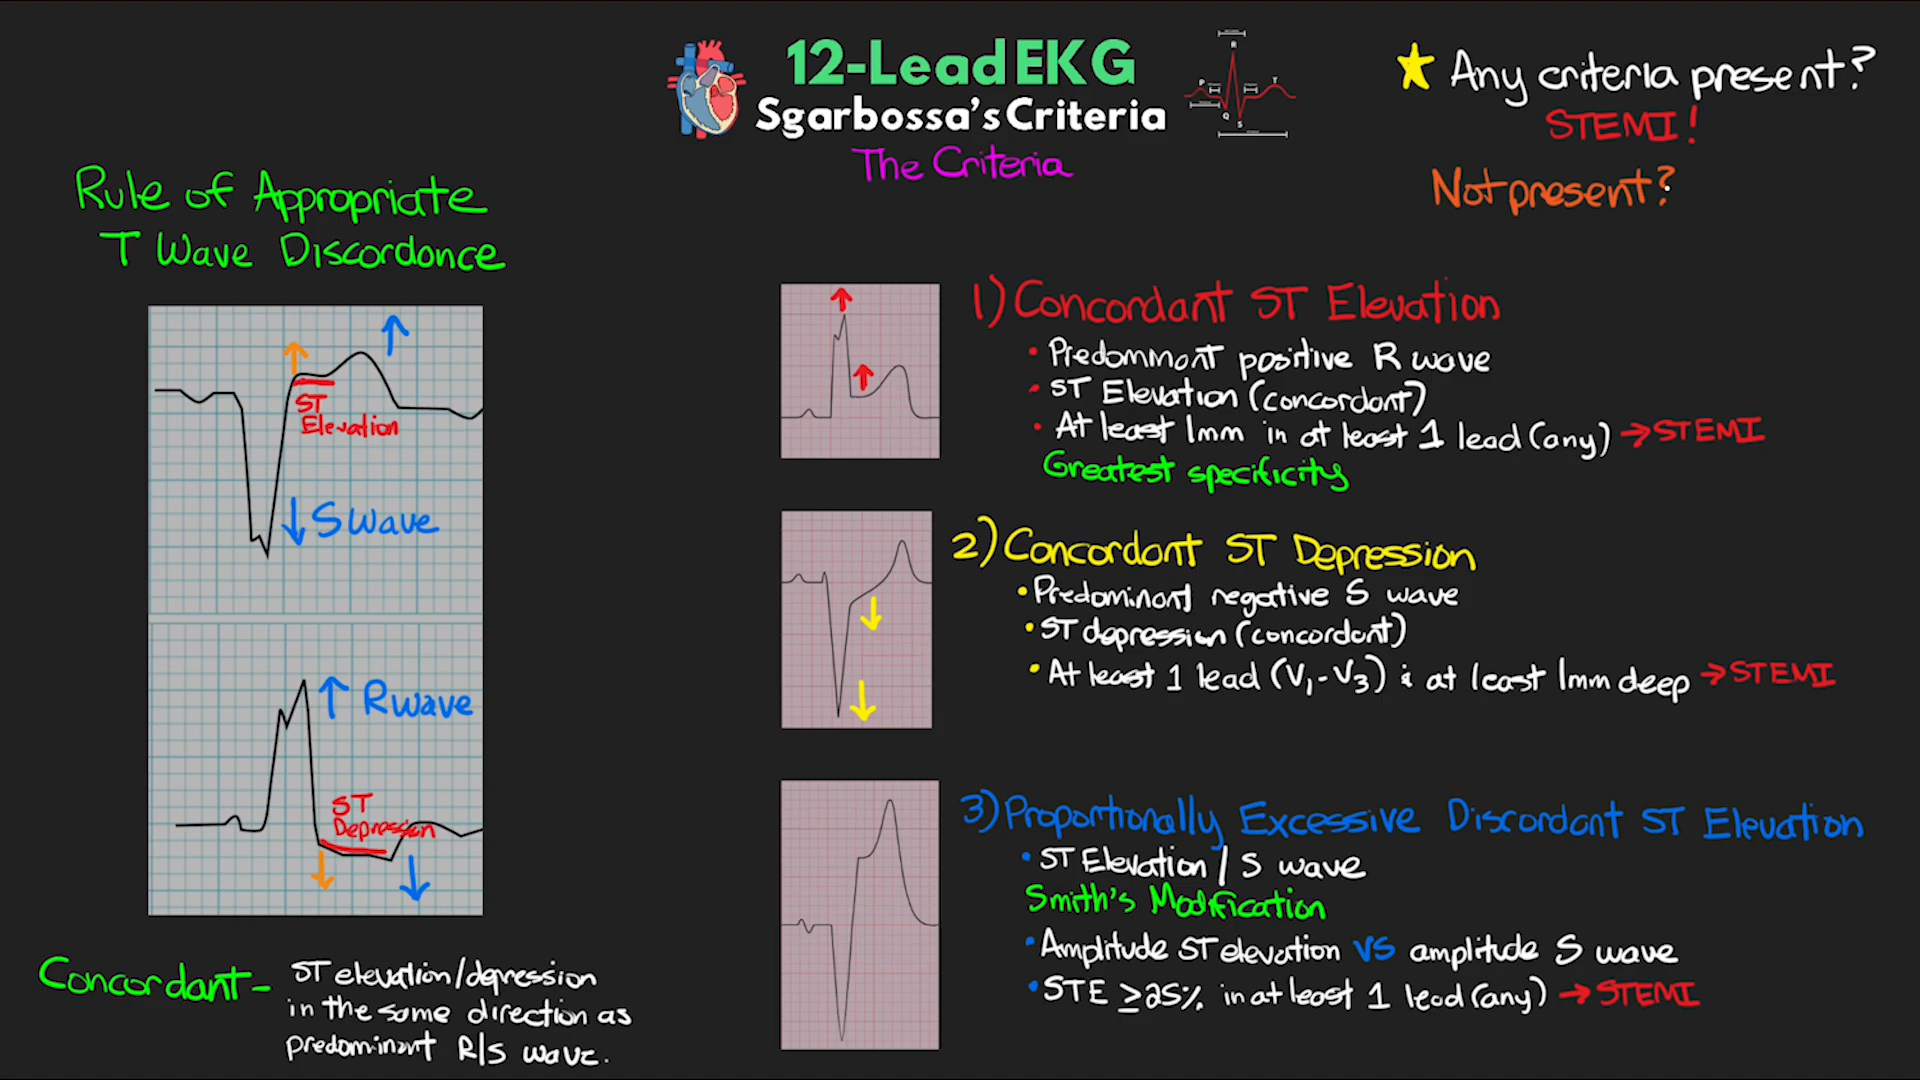 12-Lead EKG
Sgarbossa's Criteria
The Criteria
P
R
Q
S
T
★ Any criteria present?
STEMI!
Not present?
Rule of Appropriate
T Wave Discordance
ST
Elevation
↓ S Wave
↑ R wave
ST
Depression
Concordant - ST elevation/depression
in the same direction as
predominant R/S wave.
1) Concordant ST Elevation
• Predominant positive R wave
• ST Elevation (concordant)
• At least 1mm in at least 1 lead (any) → STEMI
Greatest specificity
2) Concordant ST Depression
• Predominant negative S wave
• ST depression (concordant)
• At least 1 lead (V1-V3) & at least 1mm deep → STEMI
3) Proportionally Excessive Discordant ST Elevation
• ST Elevation / S wave
Smith's Modification
• Amplitude ST elevation vs amplitude S wave
• STE ≥25% in at least 1 lead (any) → STEMI